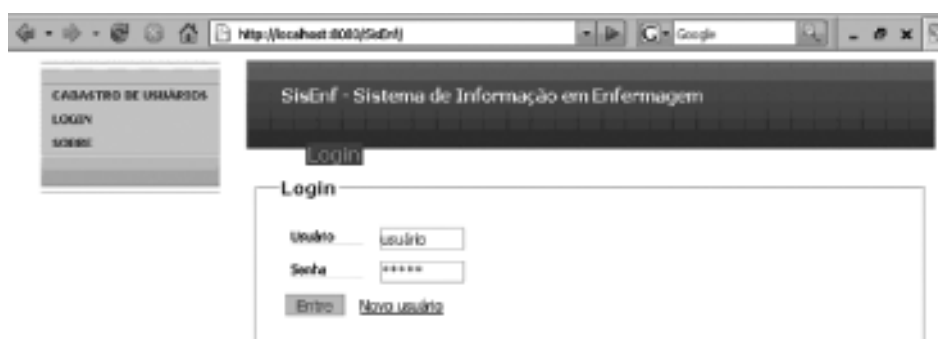 http://localhost:8080/SisEnf/
Google
CADASTRO DE USUÁRIOS
LOGIN
SOBRE
SisEnf - Sistema de Informação em Enfermagem
Login
Login
Usuário
usuário
Senha
*****
Entre Novo usuário